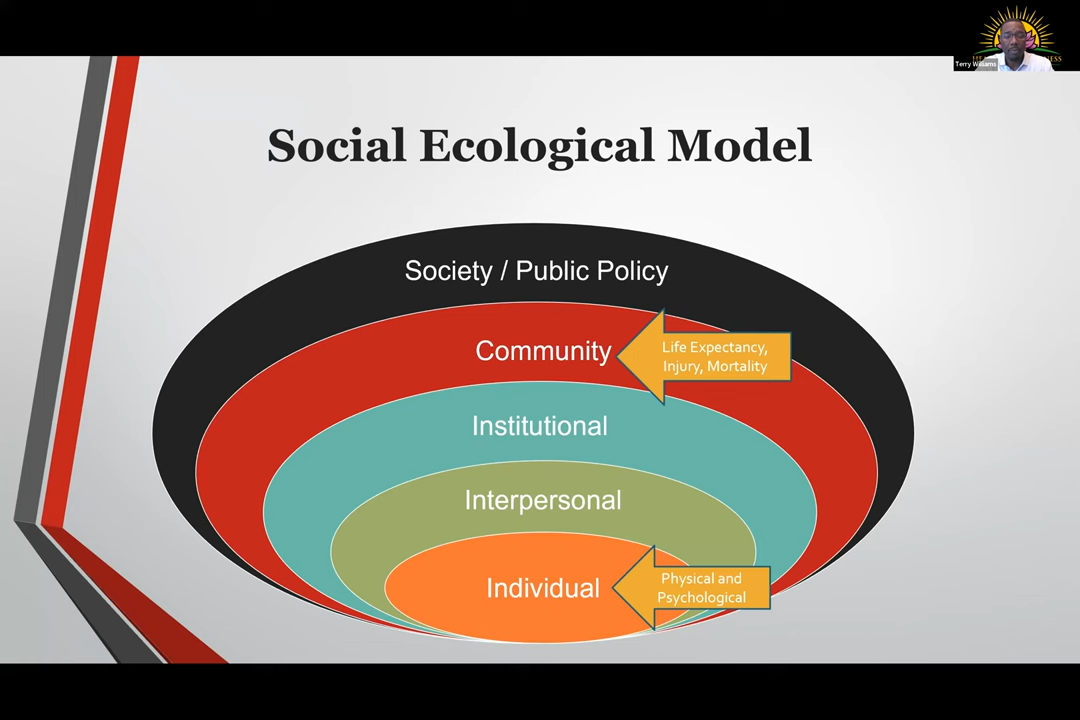 Terry Williams
Social Ecological Model
Society / Public Policy
Community
Life Expectancy,
Injury, Mortality
Institutional
Interpersonal
Individual
Physical and
Psychological